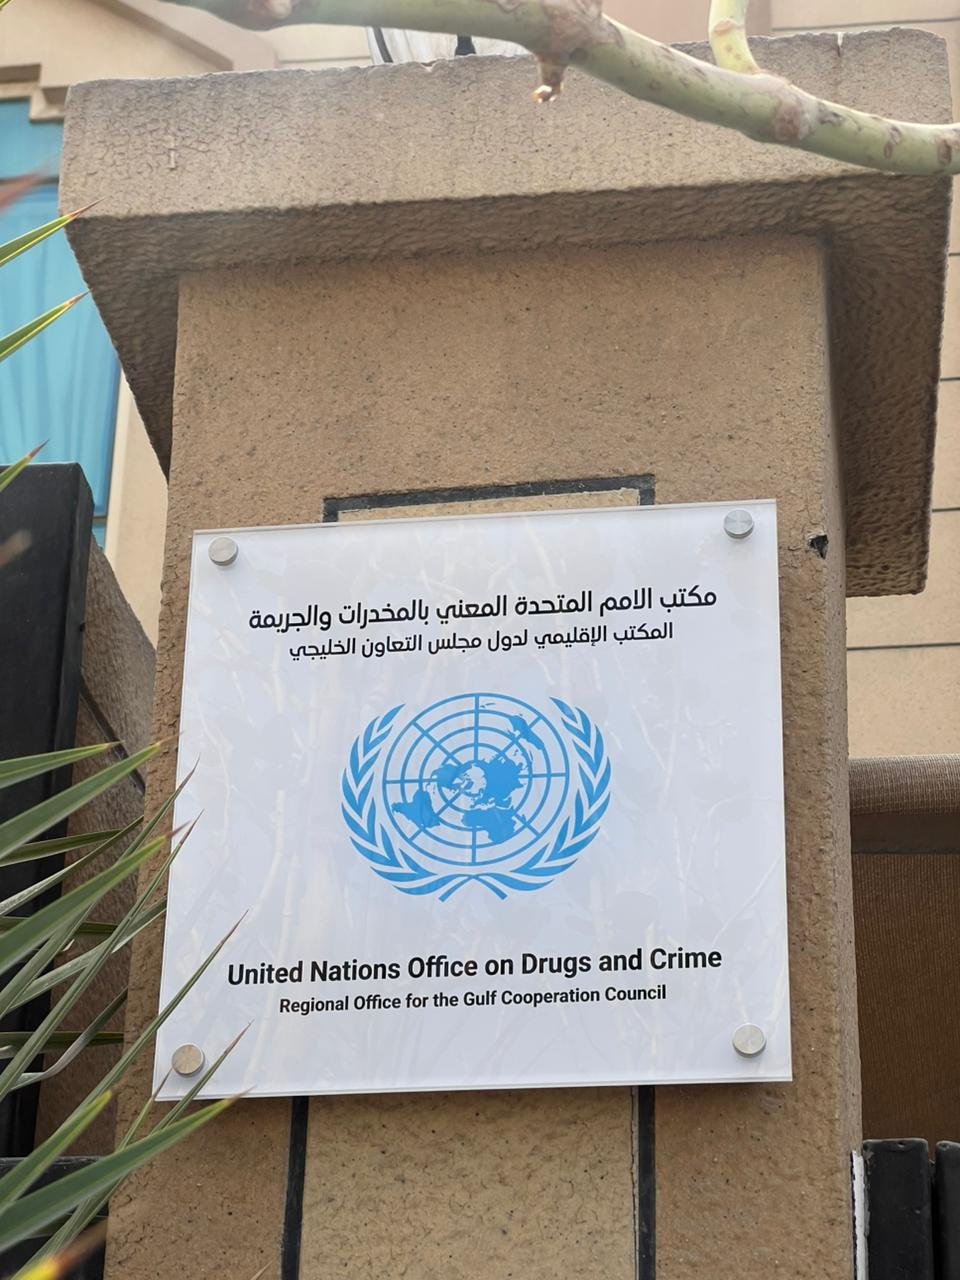 مكتب الامم المتحدة المعني بالمخدرات والجريمة
المكتب الإقليمي لدول مجلس التعاون الخليجي
United Nations Office on Drugs and Crime
Regional Office for the Gulf Cooperation Council